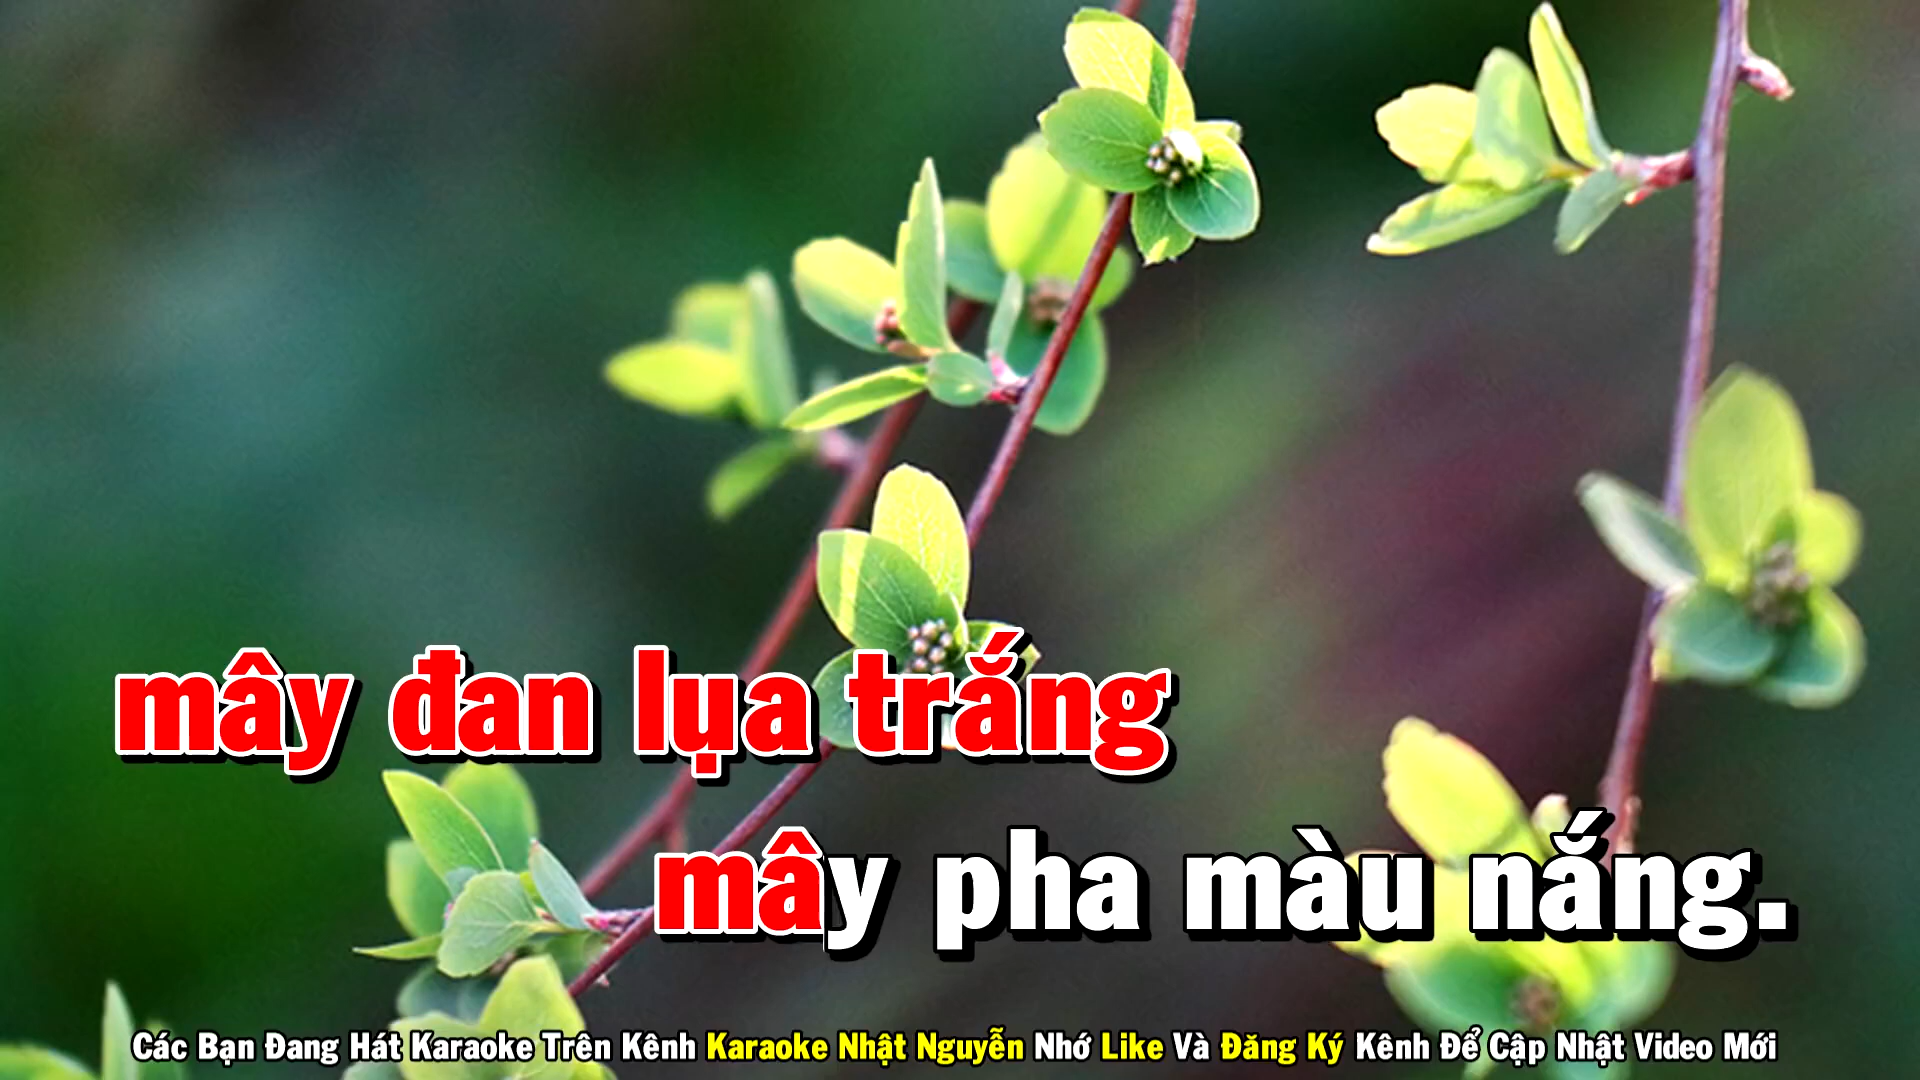 mây đan lụa trắng
mây pha màu nắng.
Các Bạn Đang Hát Karaoke Trên Kênh Karaoke Nhật Nguyễn Nhớ Like Và Đăng Ký Kênh Để Cập Nhật Video Mới